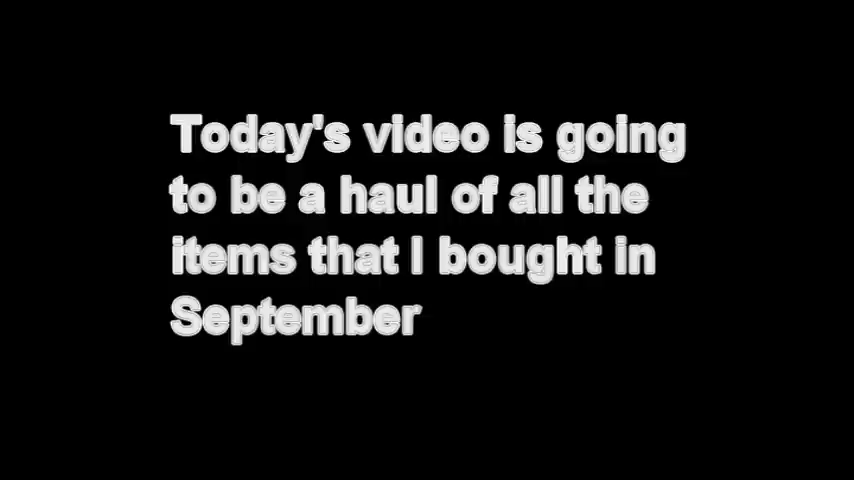 Today's video is going
to be a haul of all the
items that I bought in
September